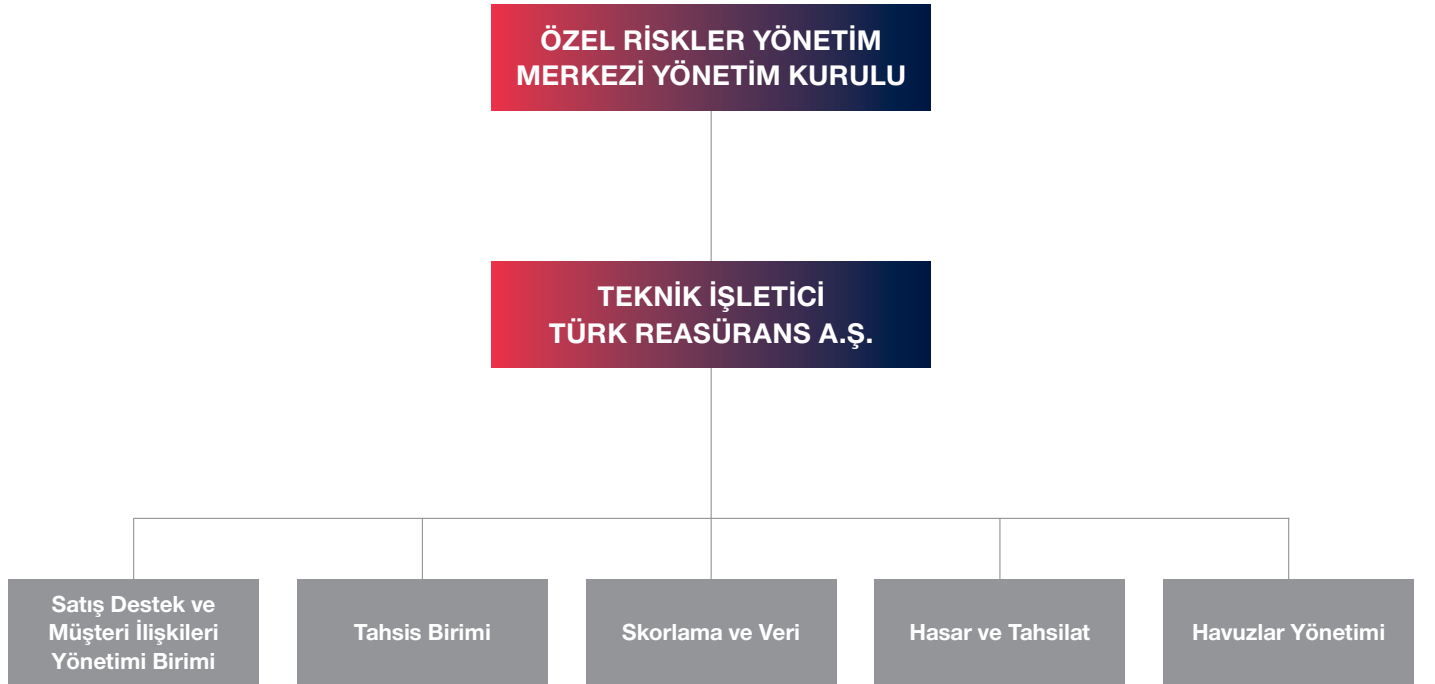 ÖZEL RİSKLER YÖNETİM
MERKEZİ YÖNETİM KURULU
TEKNİK İŞLETİCİ
TÜRK REASÜRANS A.Ş.
Satış Destek ve
Müşteri İlişkileri
Yönetimi Birimi
Tahsis Birimi
Skorlama ve Veri
Hasar ve Tahsilat
Havuzlar Yönetimi